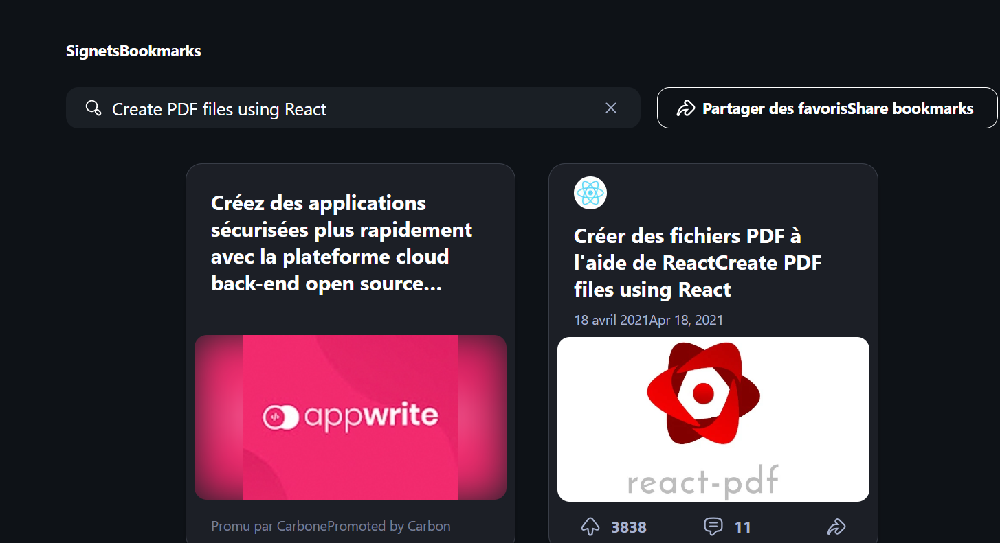 SignetsBookmarks
Create PDF files using React
Partager des favorisShare bookmarks
Créez des applications
sécurisées plus rapidement
avec la plateforme cloud
back-end open source...
appwrite
Promu par CarbonePromoted by Carbon
Créer des fichiers PDF à
l'aide de ReactCreate PDF
files using React
18 avril 2021Apr 18, 2021
react-pdf
3838
11